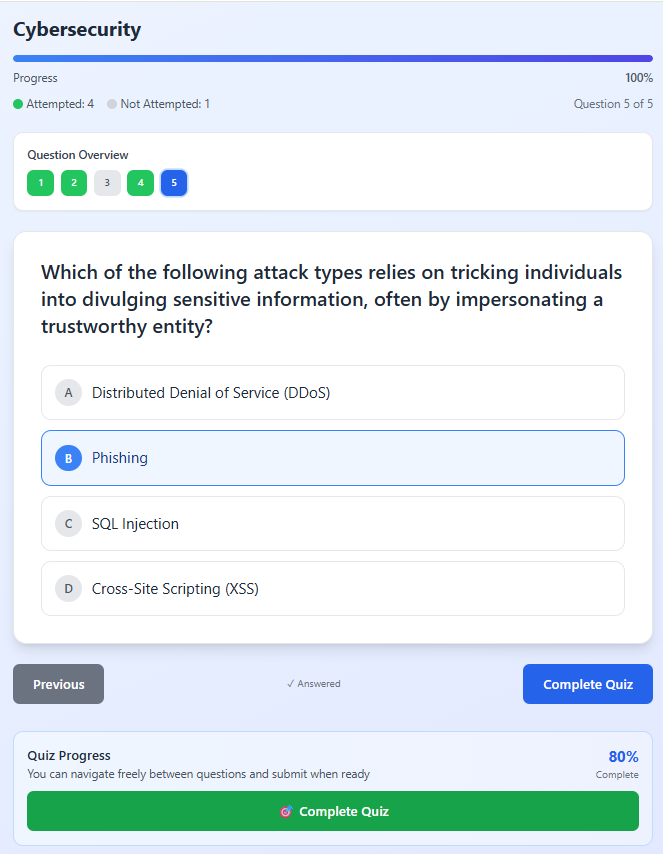 Cybersecurity
Progress 100%
Attempted: 4 Not Attempted: 1 Question 5 of 5
Question Overview
1 2 3 4 5
Which of the following attack types relies on tricking individuals
into divulging sensitive information, often by impersonating a
trustworthy entity?
A Distributed Denial of Service (DDoS)
B Phishing
C SQL Injection
D Cross-Site Scripting (XSS)
Previous ✓ Answered Complete Quiz
Quiz Progress 80%
You can navigate freely between questions and submit when ready Complete
🎯 Complete Quiz